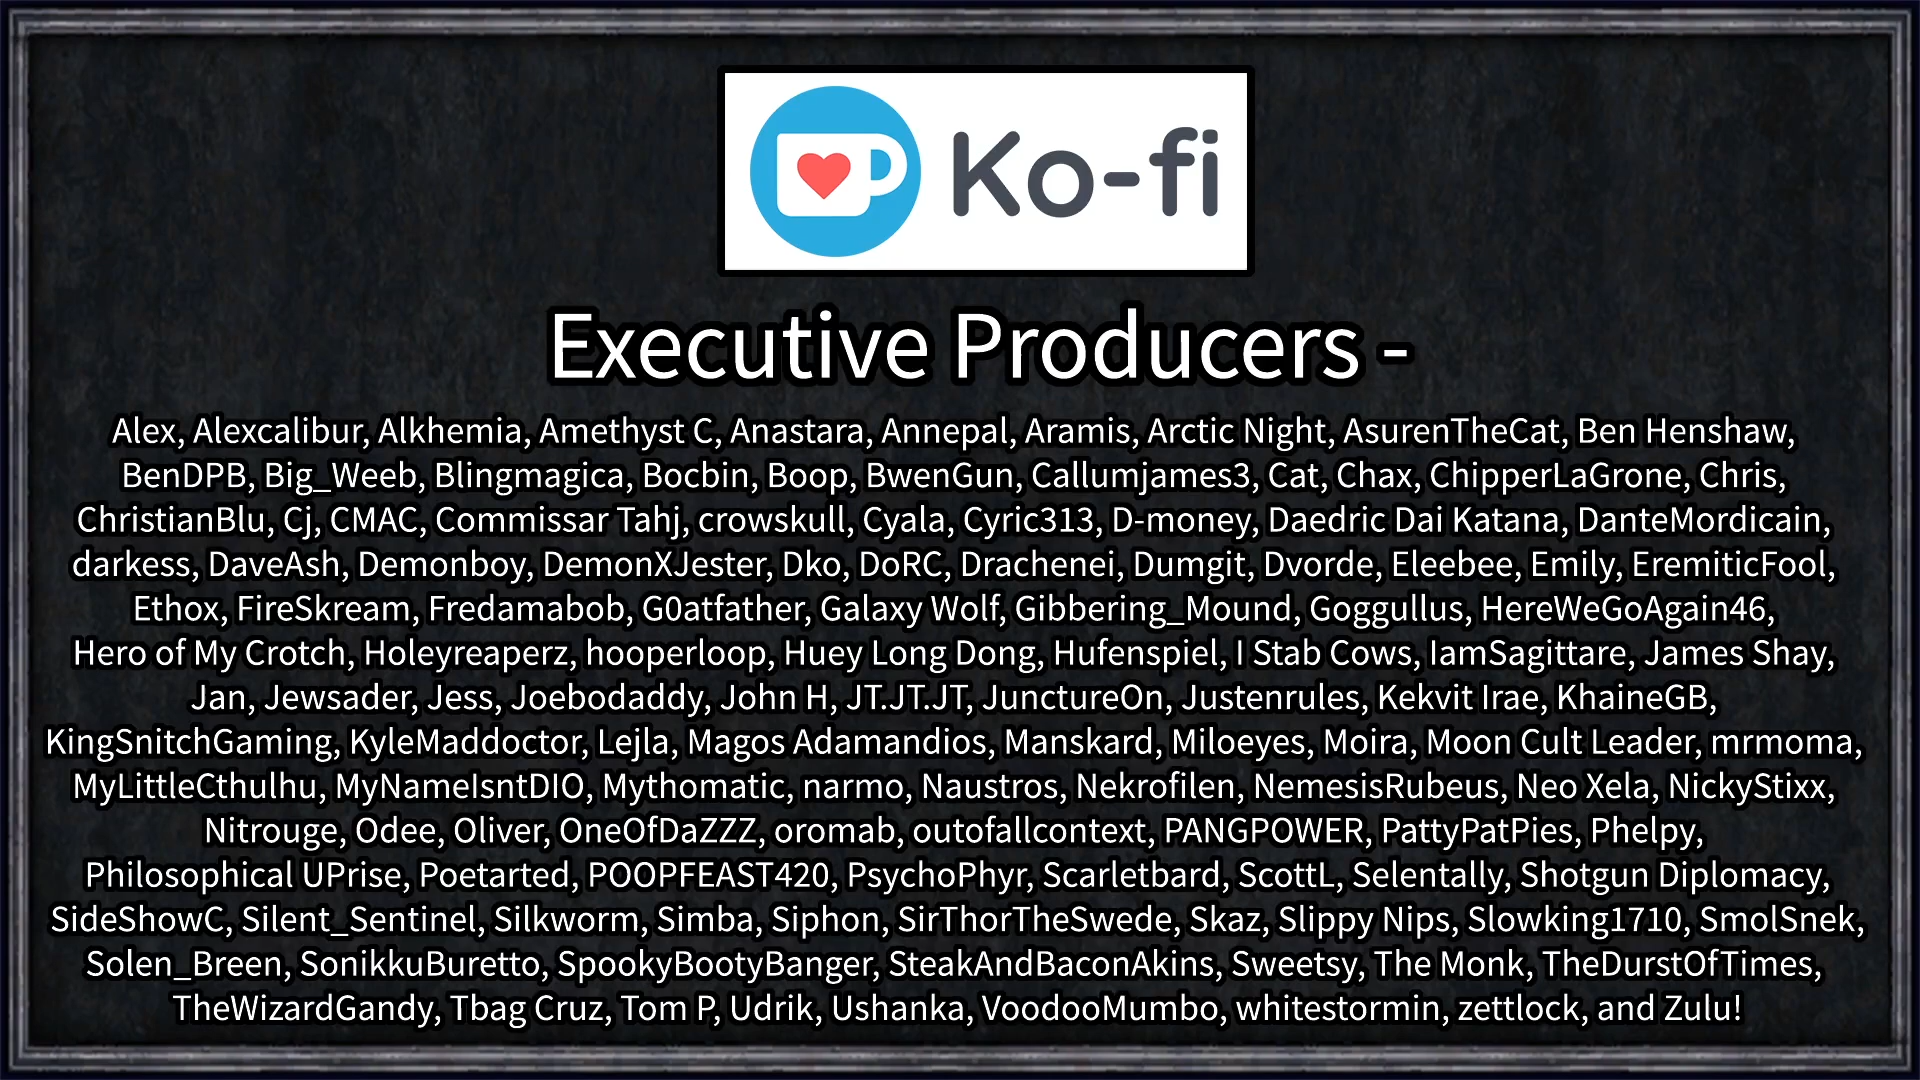 Ko-fi
Executive Producers -
Alex, Alexcalibur, Alkhemia, Amethyst C, Anastara, Annepal, Aramis, Arctic Night, AsurenTheCat, Ben Henshaw,
BenDPB, Big_Weeb, Blingmagica, Bocbin, Boop, BwenGun, Callumjames3, Cat, Chax, ChipperLaGrone, Chris,
ChristianBlu, Cj, CMAC, Commissar Tahj, crowskull, Cyala, Cyric313, D-money, Daedric Dai Katana, DanteMordicain,
darkess, DaveAsh, Demonboy, DemonXJester, Dko, DoRC, Drachenei, Dumgit, Dvorde, Eleebee, Emily, EremiticFool,
Ethox, FireSkream, Fredamabob, G0atfather, Galaxy Wolf, Gibbering_Mound, Goggullus, HereWeGoAgain46,
Hero of My Crotch, Holeyreaperz, hooperloop, Huey Long Dong, Hufenspiel, I Stab Cows, IamSagittare, James Shay,
Jan, Jewsader, Jess, Joebodaddy, John H, JT.JT.JT, JunctureOn, Justenrules, Kekvit Irae, KhaineGB,
KingSnitchGaming, KyleMaddoctor, Lejla, Magos Adamandios, Manskard, Miloeyes, Moira, Moon Cult Leader, mrmoma,
MyLittleCthulhu, MyNameIsntDIO, Mythomatic, narmo, Naustros, Nekrofilen, NemesisRubeus, Neo Xela, NickyStixx,
Nitrouge, Odee, Oliver, OneOfDaZZZ, oromab, outofallcontext, PANGPOWER, PattyPatPies, Phelpy,
Philosophical UPrise, Poetarted, POOPFEAST420, PsychoPhyr, Scarletbard, ScottL, Selentally, Shotgun Diplomacy,
SideShowC, Silent_Sentinel, Silkworm, Simba, Siphon, SirThorTheSwede, Skaz, Slippy Nips, Slowking1710, SmolSnek,
Solen_Breen, SonikkuBuretto, SpookyBootyBanger, SteakAndBaconAkins, Sweetsy, The Monk, TheDurstOfTimes,
TheWizardGandy, Tbag Cruz, Tom P, Udrik, Ushanka, VoodooMumbo, whitestormin, zettlock, and Zulu!